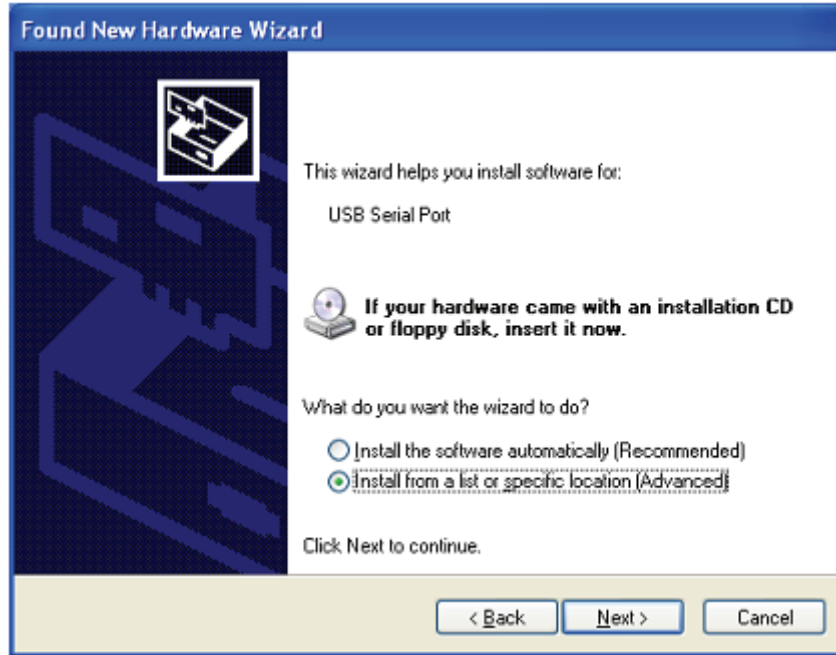 Found New Hardware Wizard
This wizard helps you install software for:
USB Serial Port
If your hardware came with an installation CD
or floppy disk, insert it now.
What do you want the wizard to do?
Install the software automatically (Recommended)
Install from a list or specific location (Advanced)
Click Next to continue.
< Back Next > Cancel